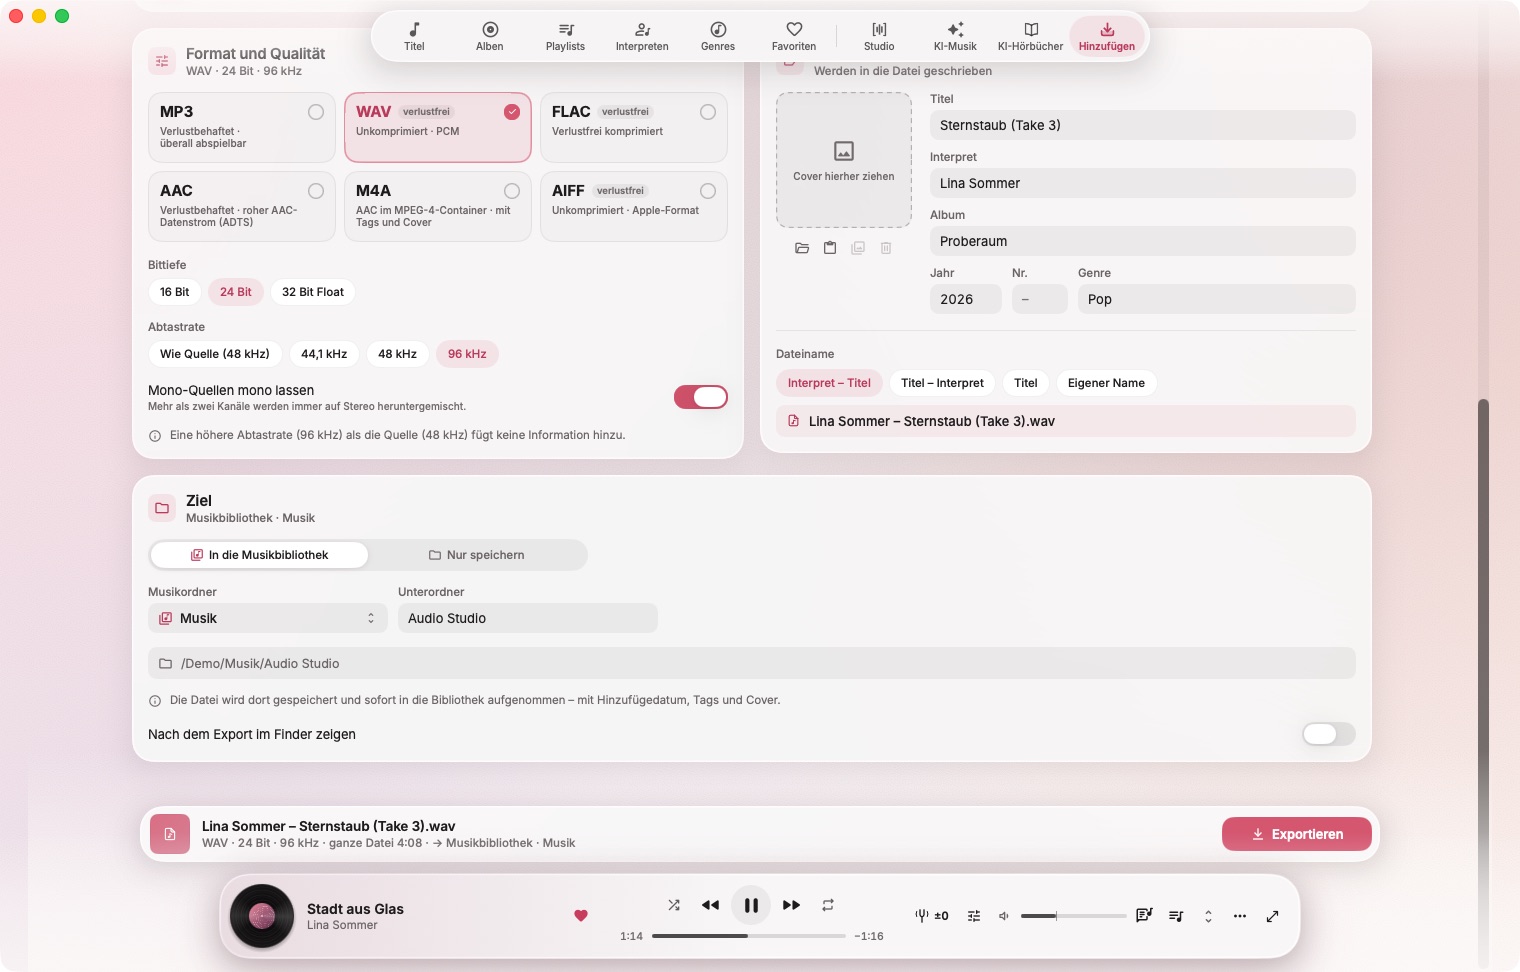 Titel
Alben
Playlists
Interpreten
Genres
Favoriten
Studio
KI-Musik
KI-Hörbücher
Hinzufügen
Format und Qualität
WAV · 24 Bit · 96 kHz
MP3
Verlustbehaftet ·
überall abspielbar
WAV verlustfrei
Unkomprimiert · PCM
FLAC verlustfrei
Verlustfrei komprimiert
AAC
Verlustbehaftet · roher AAC-
Datenstrom (ADTS)
M4A
AAC im MPEG-4-Container · mit
Tags und Cover
AIFF verlustfrei
Unkomprimiert · Apple-Format
Bittiefe
16 Bit
24 Bit
32 Bit Float
Abtastrate
Wie Quelle (48 kHz)
44,1 kHz
48 kHz
96 kHz
Mono-Quellen mono lassen
Mehr als zwei Kanäle werden immer auf Stereo heruntergemischt.
Eine höhere Abtastrate (96 kHz) als die Quelle (48 kHz) fügt keine Information hinzu.
Werden in die Datei geschrieben
Cover hierher ziehen
Titel
Sternstaub (Take 3)
Interpret
Lina Sommer
Album
Proberaum
Jahr
2026
Nr.
–
Genre
Pop
Dateiname
Interpret – Titel
Titel – Interpret
Titel
Eigener Name
Lina Sommer – Sternstaub (Take 3).wav
Ziel
Musikbibliothek · Musik
In die Musikbibliothek
Nur speichern
Musikordner
Musik
Unterordner
Audio Studio
/Demo/Musik/Audio Studio
Die Datei wird dort gespeichert und sofort in die Bibliothek aufgenommen – mit Hinzufügedatum, Tags und Cover.
Nach dem Export im Finder zeigen
Lina Sommer – Sternstaub (Take 3).wav
WAV · 24 Bit · 96 kHz · ganze Datei 4:08 · → Musikbibliothek · Musik
Exportieren
Stadt aus Glas
Lina Sommer
1:14
−1:16
±0